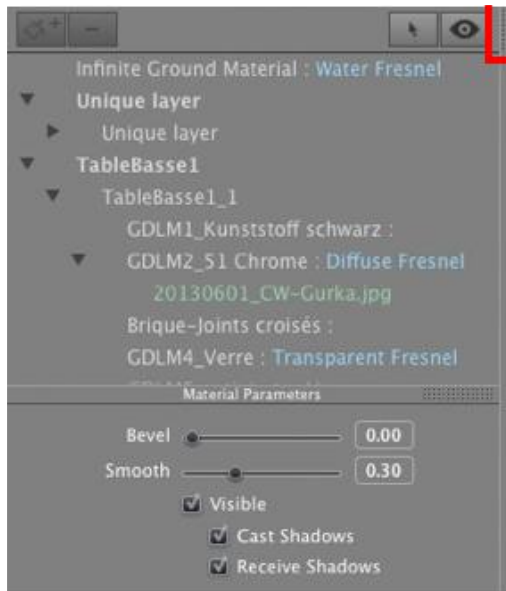 Infinite Ground Material : Water Fresnel
Unique layer
Unique layer
TableBasse1
TableBasse1_1
GDLM1_Kunststoff schwarz :
GDLM2_51 Chrome : Diffuse Fresnel
20130601_CW-Gurka.jpg
Brique-Joints croisés :
GDLM4_Verre : Transparent Fresnel
Material Parameters
Bevel 0.00
Smooth 0.30
Visible
Cast Shadows
Receive Shadows